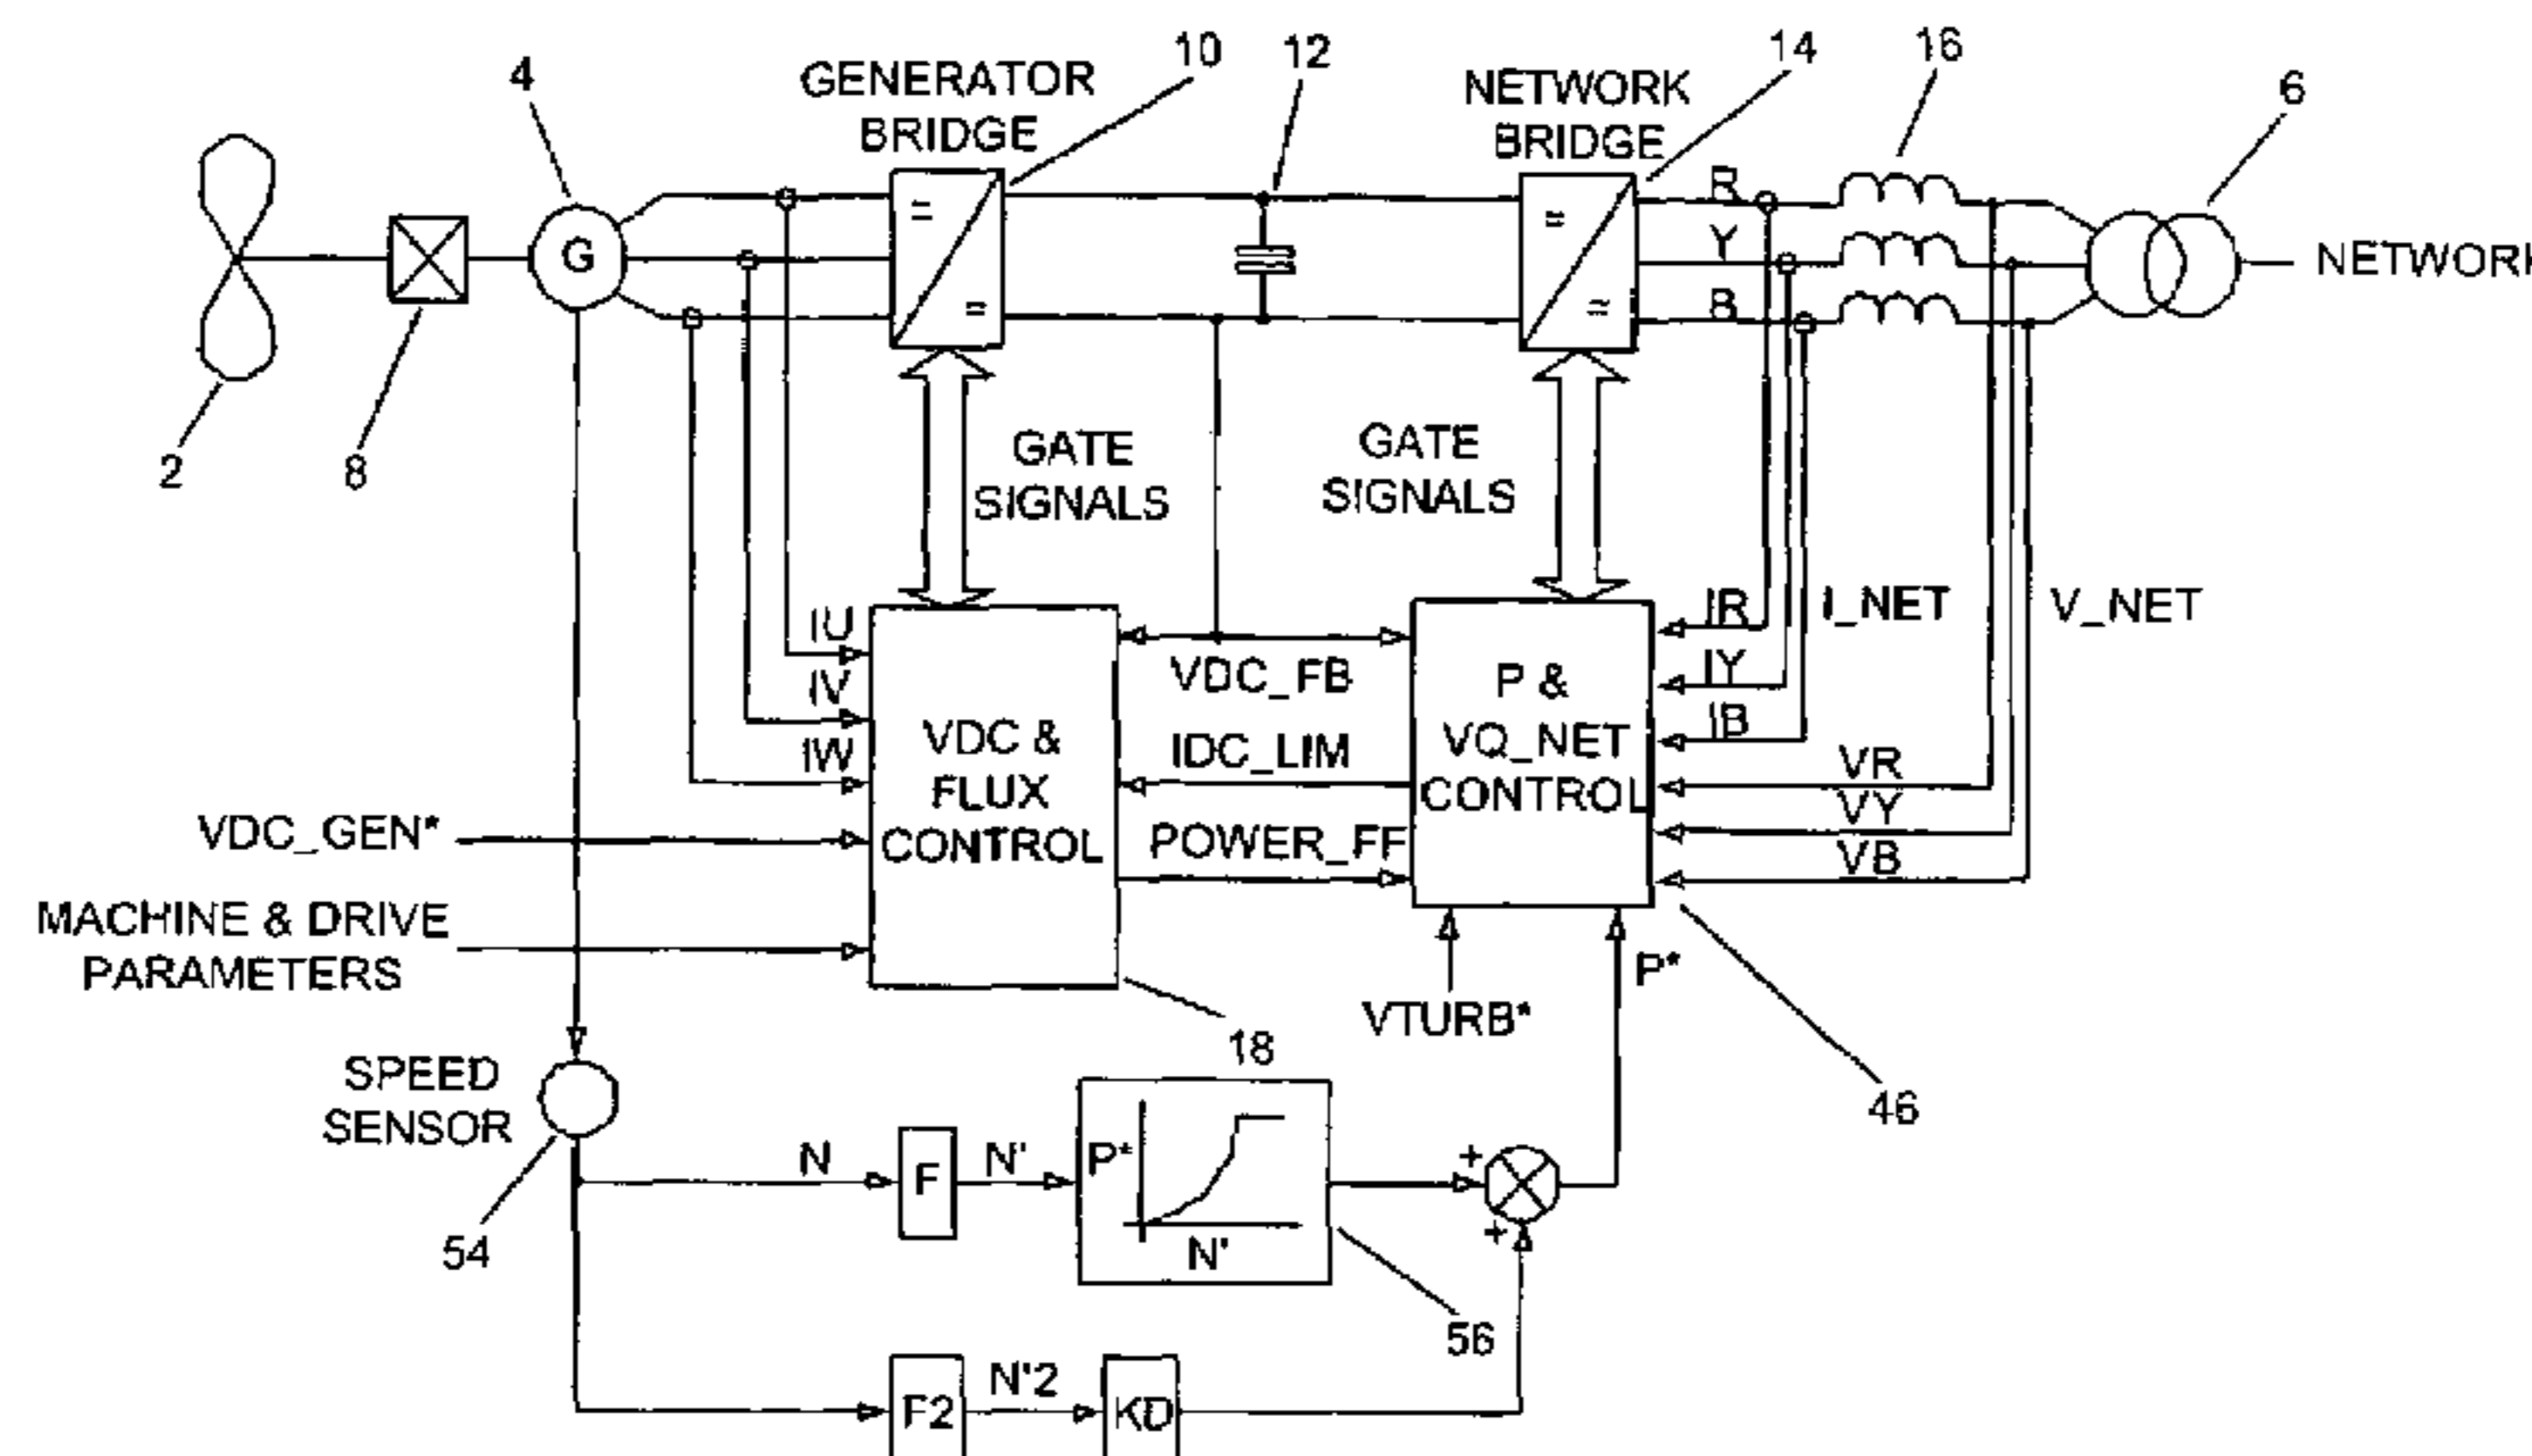 4
GENERATOR
BRIDGE
10
12
NETWORK
BRIDGE
14
16
6
G
=
=
=
≈
R
Y
B
NETWORK
2
8
GATE
SIGNALS
GATE
SIGNALS
IU
IV
IW
VDC_GEN*
MACHINE & DRIVE
PARAMETERS
VDC &
FLUX
CONTROL
VDC_FB
IDC_LIM
POWER_FF
P &
VQ_NET
CONTROL
IR
IY
IB
I_NET
V_NET
VR
VY
VB
VTURB*
P*
18
46
SPEED
SENSOR
54
N
F
N'
P*
N'
+
+
56
F2
N'2
KD